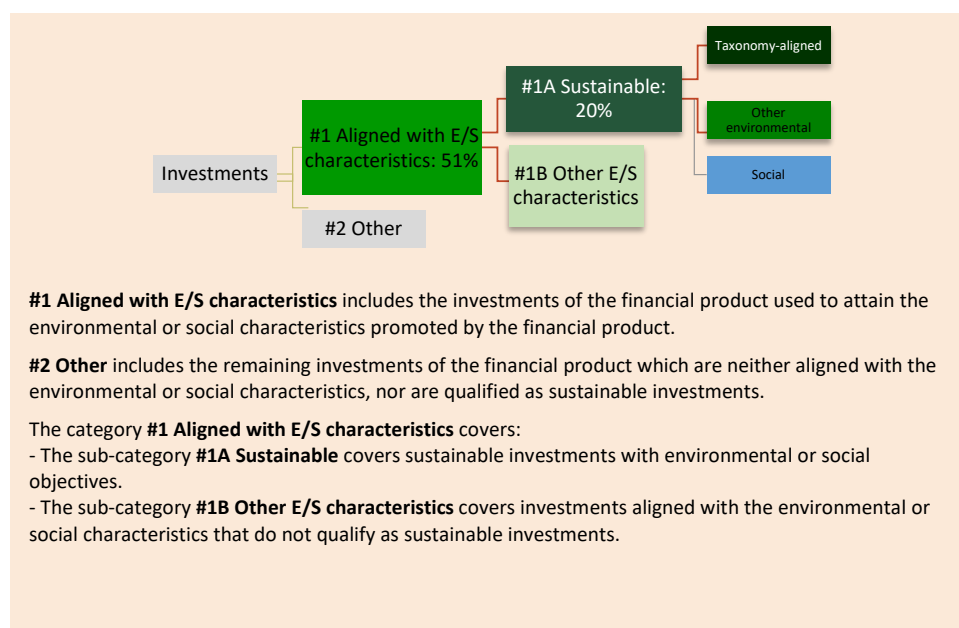 Taxonomy-aligned
#1A Sustainable:
20%
Other
environmental
#1 Aligned with E/S
characteristics: 51%
Investments
#1B Other E/S
characteristics
Social
#2 Other
#1 Aligned with E/S characteristics includes the investments of the financial product used to attain the
environmental or social characteristics promoted by the financial product.
#2 Other includes the remaining investments of the financial product which are neither aligned with the
environmental or social characteristics, nor are qualified as sustainable investments.
The category #1 Aligned with E/S characteristics covers:
- The sub-category #1A Sustainable covers sustainable investments with environmental or social
objectives.
- The sub-category #1B Other E/S characteristics covers investments aligned with the environmental or
social characteristics that do not qualify as sustainable investments.